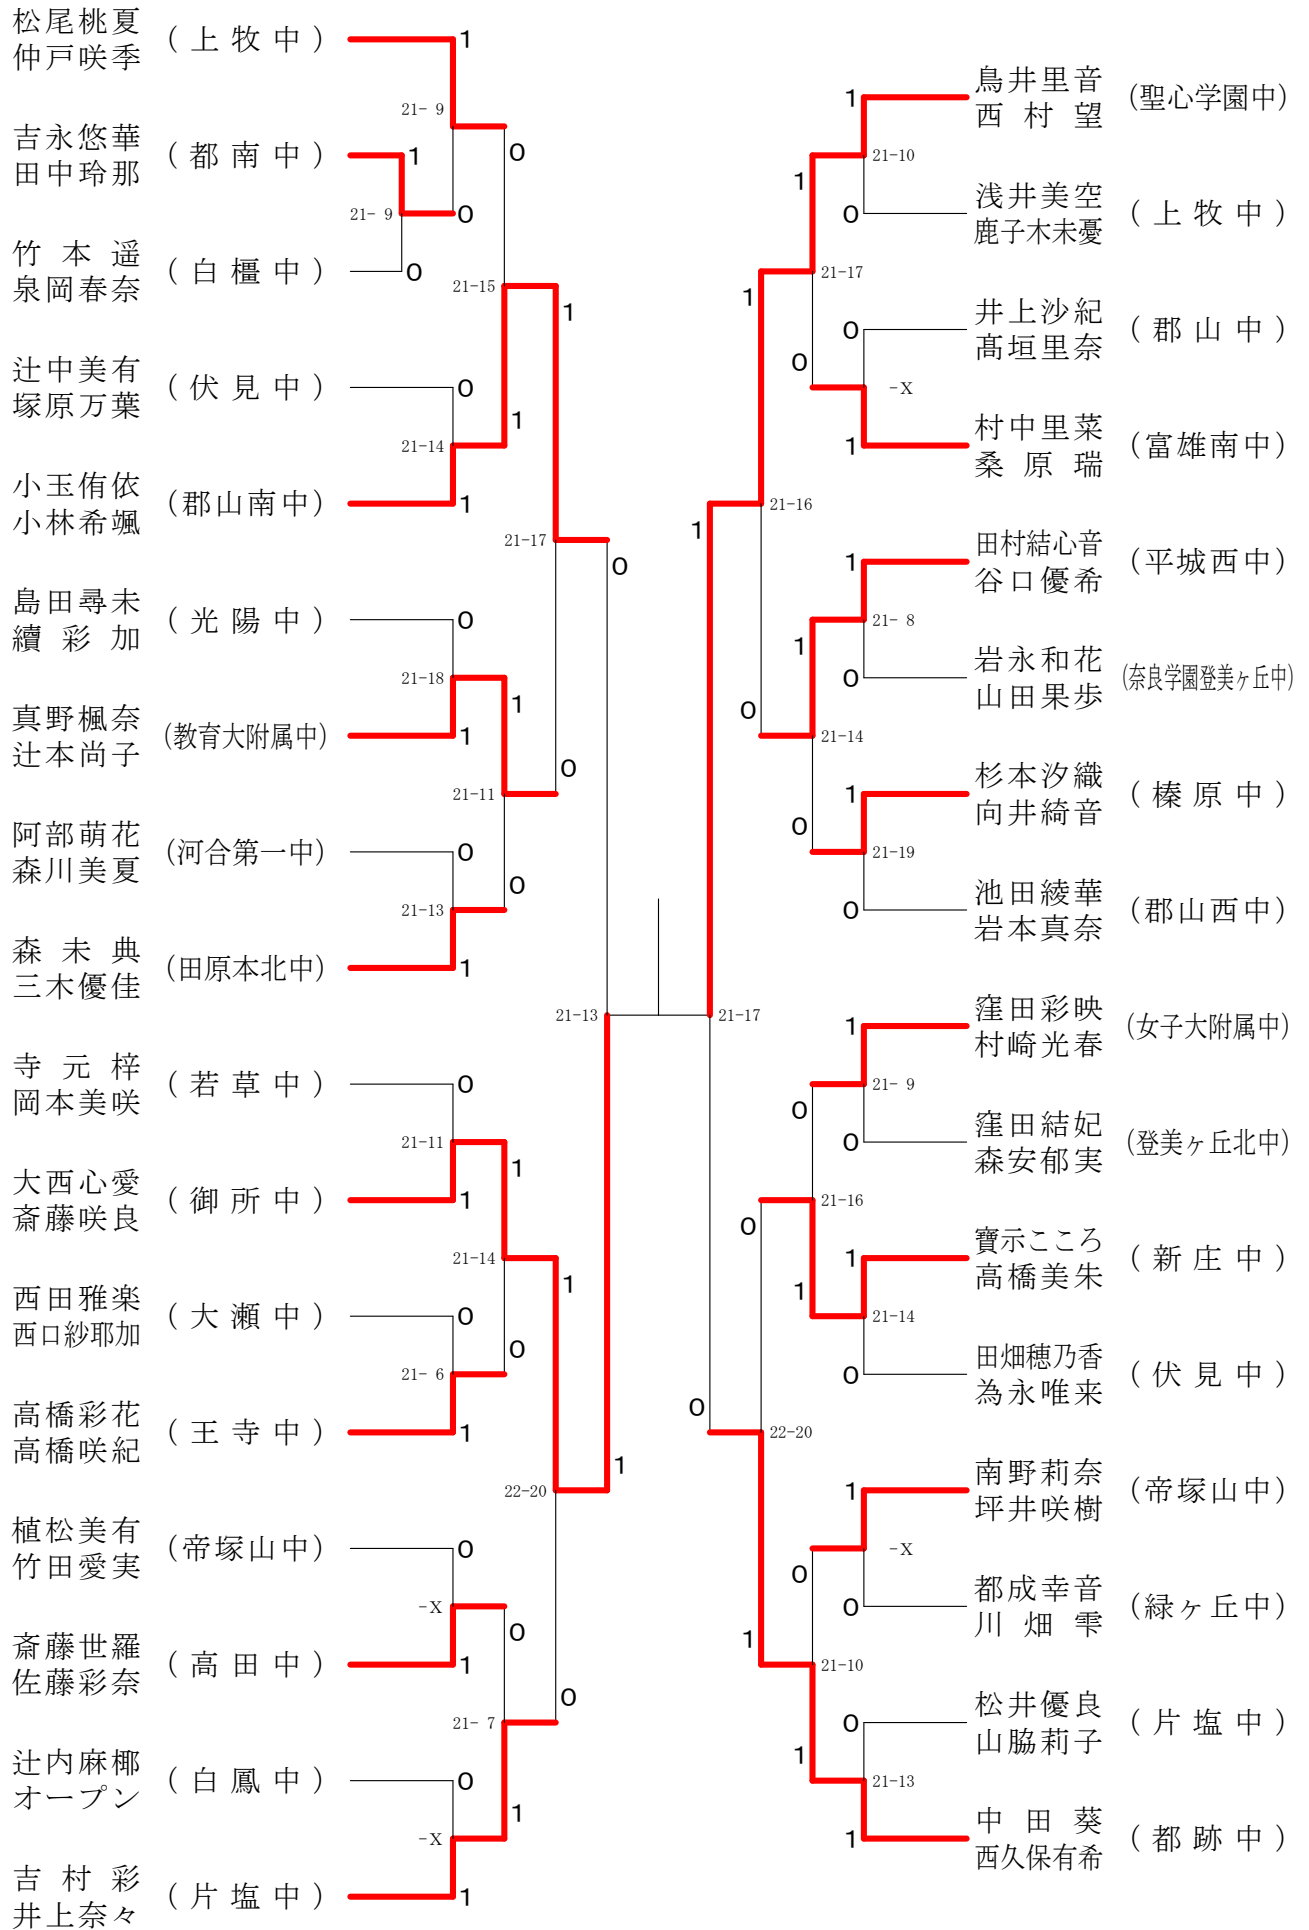 松尾桃夏
仲戸咲季
(上牧中)
1
21- 9
0
吉永悠華
田中玲那
(都南中)
1
21- 9
0
竹本遥
泉岡春奈
(白橿中)
0
21-15
1
辻中美有
塚原万葉
(伏見中)
0
21-14
1
小玉侑依
小林希颯
(郡山南中)
1
21-17
0
島田尋未
續彩加
(光陽中)
0
21-18
1
真野楓奈
辻本尚子
(教育大附属中)
1
0
21-11
阿部萌花
森川美夏
(河合第一中)
0
0
21-13
森未典
三木優佳
(田原本北中)
1
21-13
寺元梓
岡本美咲
(若草中)
0
21-11
1
大西心愛
斎藤咲良
(御所中)
1
21-14
1
西田雅楽
西口紗耶加
(大瀬中)
0
0
21- 6
高橋彩花
高橋咲紀
(王寺中)
1
1
22-20
植松美有
竹田愛実
(帝塚山中)
0
-X
0
斎藤世羅
佐藤彩奈
(高田中)
1
0
21- 7
辻内麻椰
オープン
(白鳳中)
0
1
-X
吉村彩
井上奈々
(片塩中)
1
1
鳥井里音
西村望
(聖心学園中)
21-10
1
0
浅井美空
鹿子木未憂
(上牧中)
21-17
1
0
井上沙紀
髙垣里奈
(郡山中)
0
-X
1
村中里菜
桑原瑞
(富雄南中)
21-16
1
1
田村結心音
谷口優希
(平城西中)
21- 8
1
0
岩永和花
山田果歩
(奈良学園登美ヶ丘中)
0
21-14
1
杉本汐織
向井綺音
(榛原中)
0
21-19
0
池田綾華
岩本真奈
(郡山西中)
21-17
1
窪田彩映
村崎光春
(女子大附属中)
21- 9
0
0
窪田結妃
森安郁実
(登美ヶ丘北中)
21-16
0
1
寶示こころ
高橋美朱
(新庄中)
1
21-14
0
田畑穂乃香
為永唯来
(伏見中)
0
22-20
1
南野莉奈
坪井咲樹
(帝塚山中)
-X
0
0
都成幸音
川畑雫
(緑ヶ丘中)
1
21-10
0
松井優良
山脇莉子
(片塩中)
1
21-13
1
中田葵
西久保有希
(都跡中)